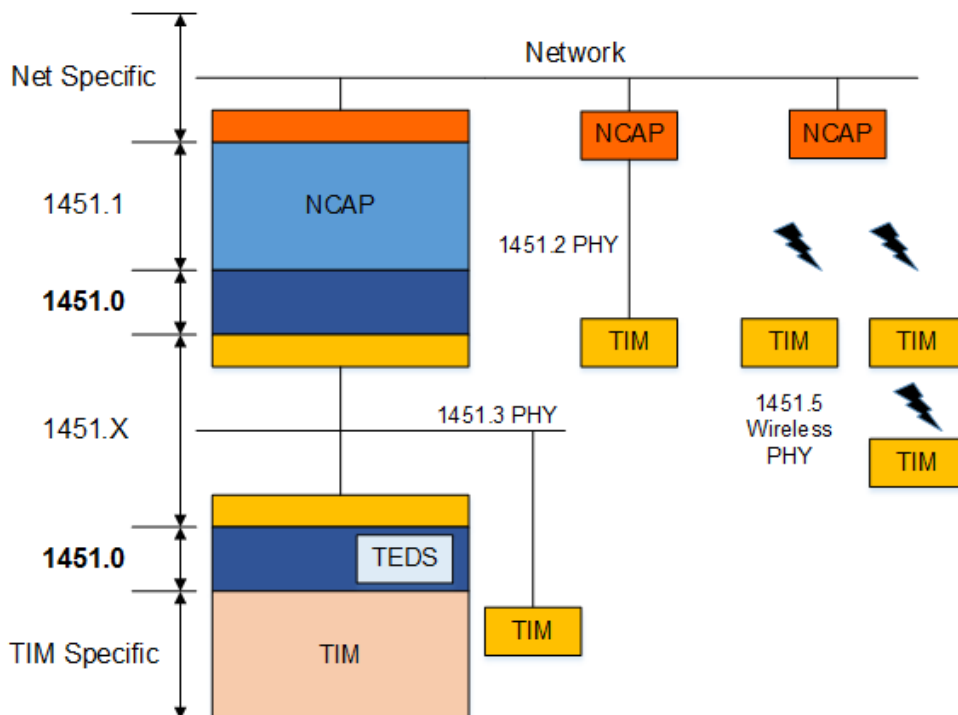 Network
Net Specific
NCAP
NCAP
1451.1
NCAP
1451.2 PHY
1451.0
TIM
TIM
TIM
1451.X
1451.3 PHY
1451.5
Wireless
PHY
TIM
1451.0
TEDS
TIM
TIM Specific
TIM